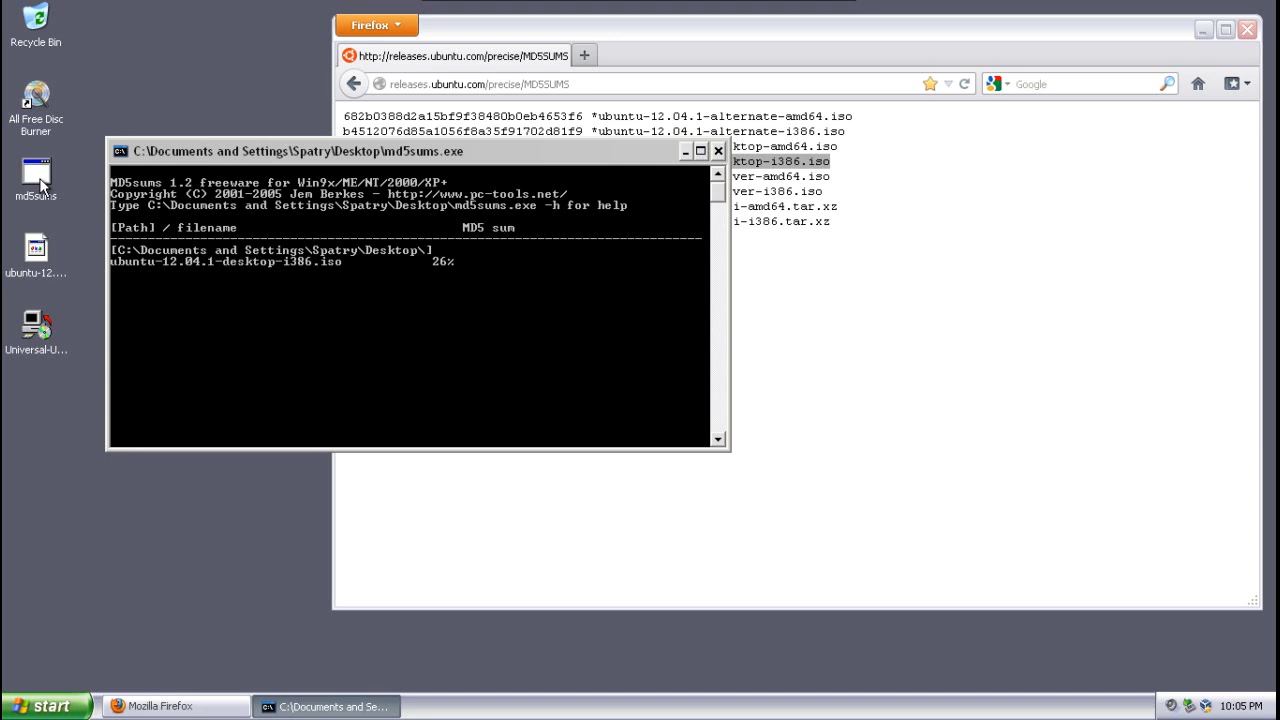 Recycle Bin
All Free Disc
Burner
md5sums
ubuntu-12....
Universal-U...
Firefox
http://releases.ubuntu.com/precise/MD5SUMS
releases.ubuntu.com/precise/MD5SUMS
Google
682b0388d2a15bf9f38480b0eb4653f6 *ubuntu-12.04.1-alternate-amd64.iso
b4512076d85a1056f8a35f91702d81f9 *ubuntu-12.04.1-alternate-i386.iso
ktop-amd64.iso
ktop-i386.iso
ver-amd64.iso
ver-i386.iso
i-amd64.tar.xz
i-i386.tar.xz
C:\Documents and Settings\Spatry\Desktop\md5sums.exe
MD5sums 1.2 freeware for Win9x/ME/NT/2000/XP+
Copyright (C) 2001-2005 Jem Berkes - http://www.pc-tools.net/
Type C:\Documents and Settings\Spatry\Desktop\md5sums.exe -h for help
[Path] / filename MD5 sum
[C:\Documents and Settings\Spatry\Desktop\]
ubuntu-12.04.1-desktop-i386.iso 26%
start
Mozilla Firefox
C:\Documents and Se...
10:05 PM